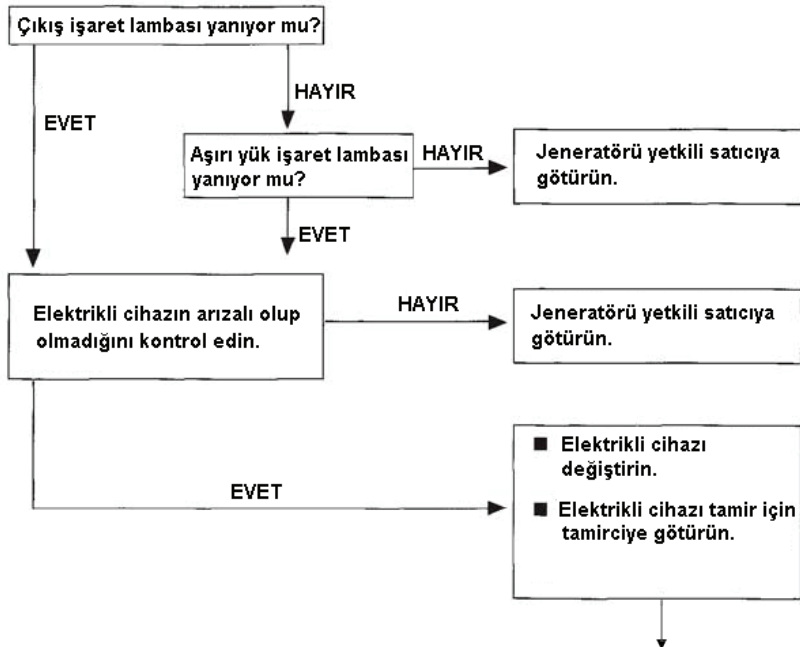 Çıkış işaret lambası yanıyor mu?
HAYIR
EVET
Aşırı yük işaret lambası
yanıyor mu?
HAYIR
Jeneratörü yetkili satıcıya
götürün.
EVET
Elektrikli cihazın arızalı olup
olmadığını kontrol edin.
HAYIR
Jeneratörü yetkili satıcıya
götürün.
EVET
■ Elektrikli cihazı
değiştirin.
■ Elektrikli cihazı tamir için
tamirciye götürün.